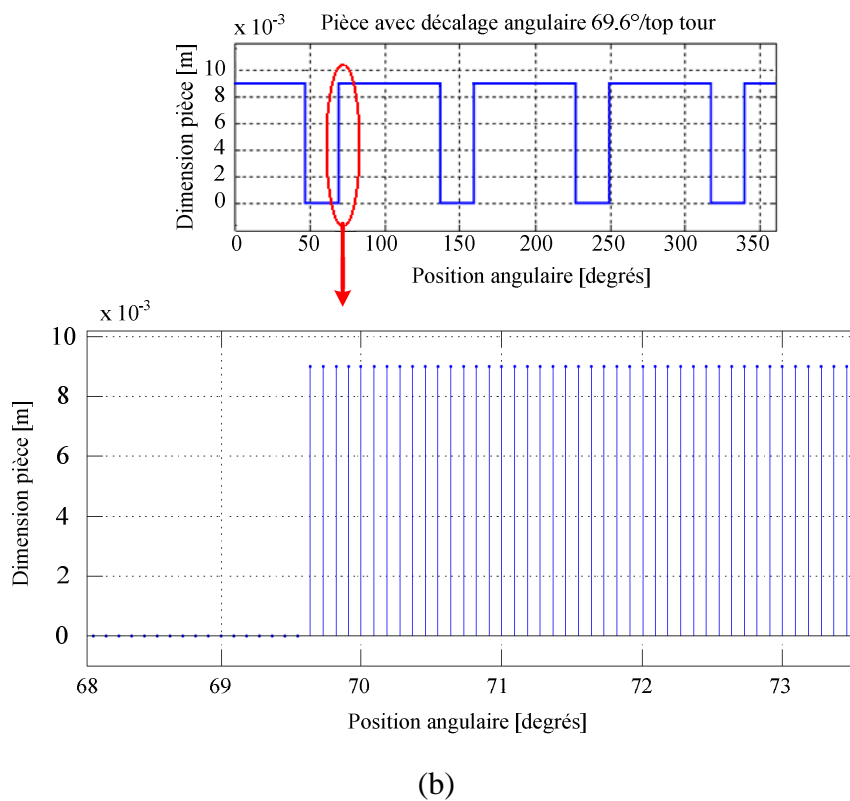 x 10-3 Pièce avec décalage angulaire 69.6°/top tour
Dimension pièce [m]
10
8
6
4
2
0
0 50 100 150 200 250 300 350
Position angulaire [degrés]
x 10-3
Dimension pièce [m]
10
8
6
4
2
0
68 69 70 71 72 73
Position angulaire [degrés]
(b)